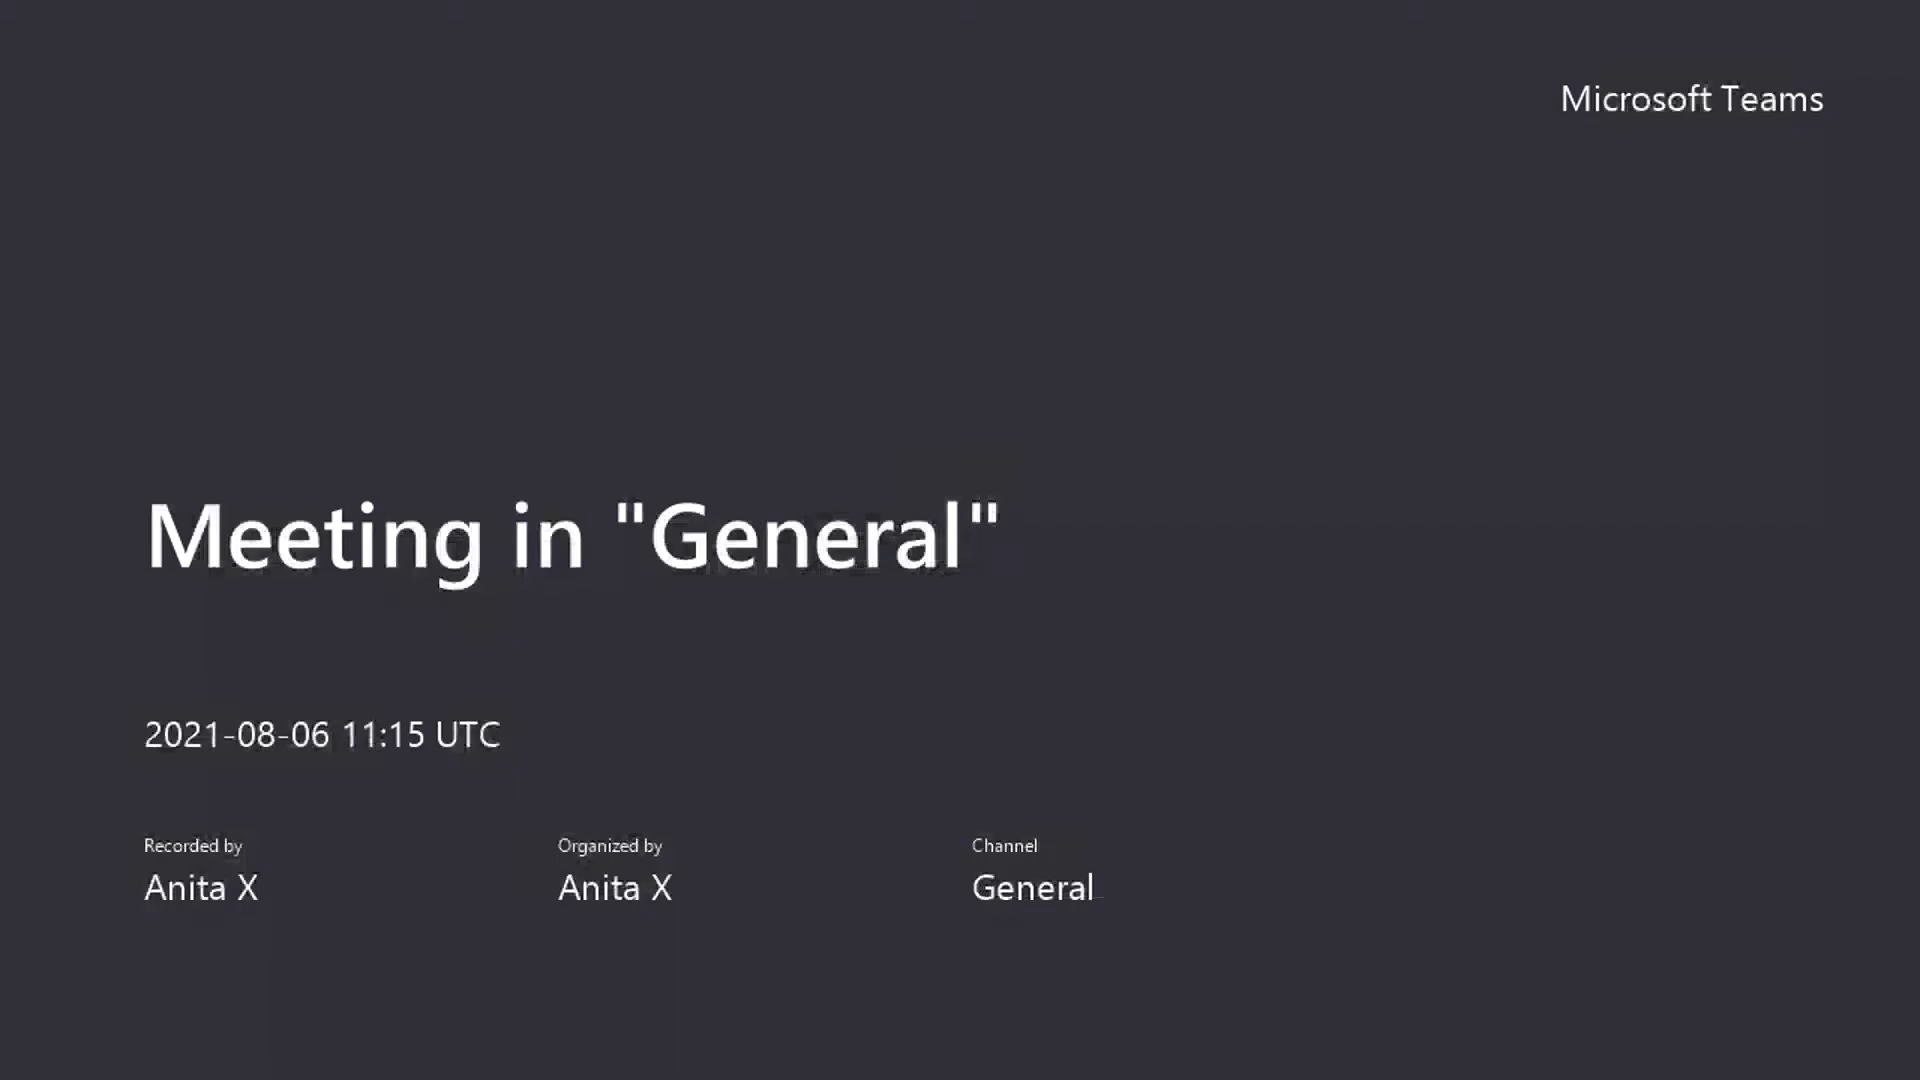 Microsoft Teams
Meeting in "General"
2021-08-06 11:15 UTC
Recorded by
Anita X
Organized by
Anita X
Channel
General